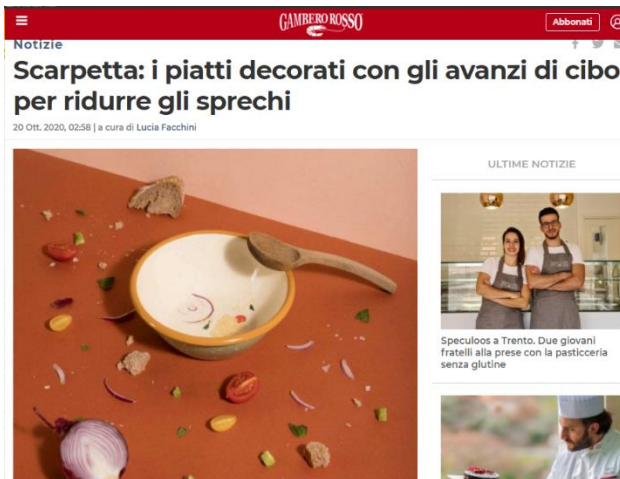 GAMBERO ROSSO
Abbonati
Notizie
Scarpetta: i piatti decorati con gli avanzi di cibo
per ridurre gli sprechi
20 Ott. 2020, 02:58 | a cura di Lucia Facchini
ULTIME NOTIZIE
Speculoos a Trento. Due giovani
fratelli alla prese con la pasticceria
senza glutine